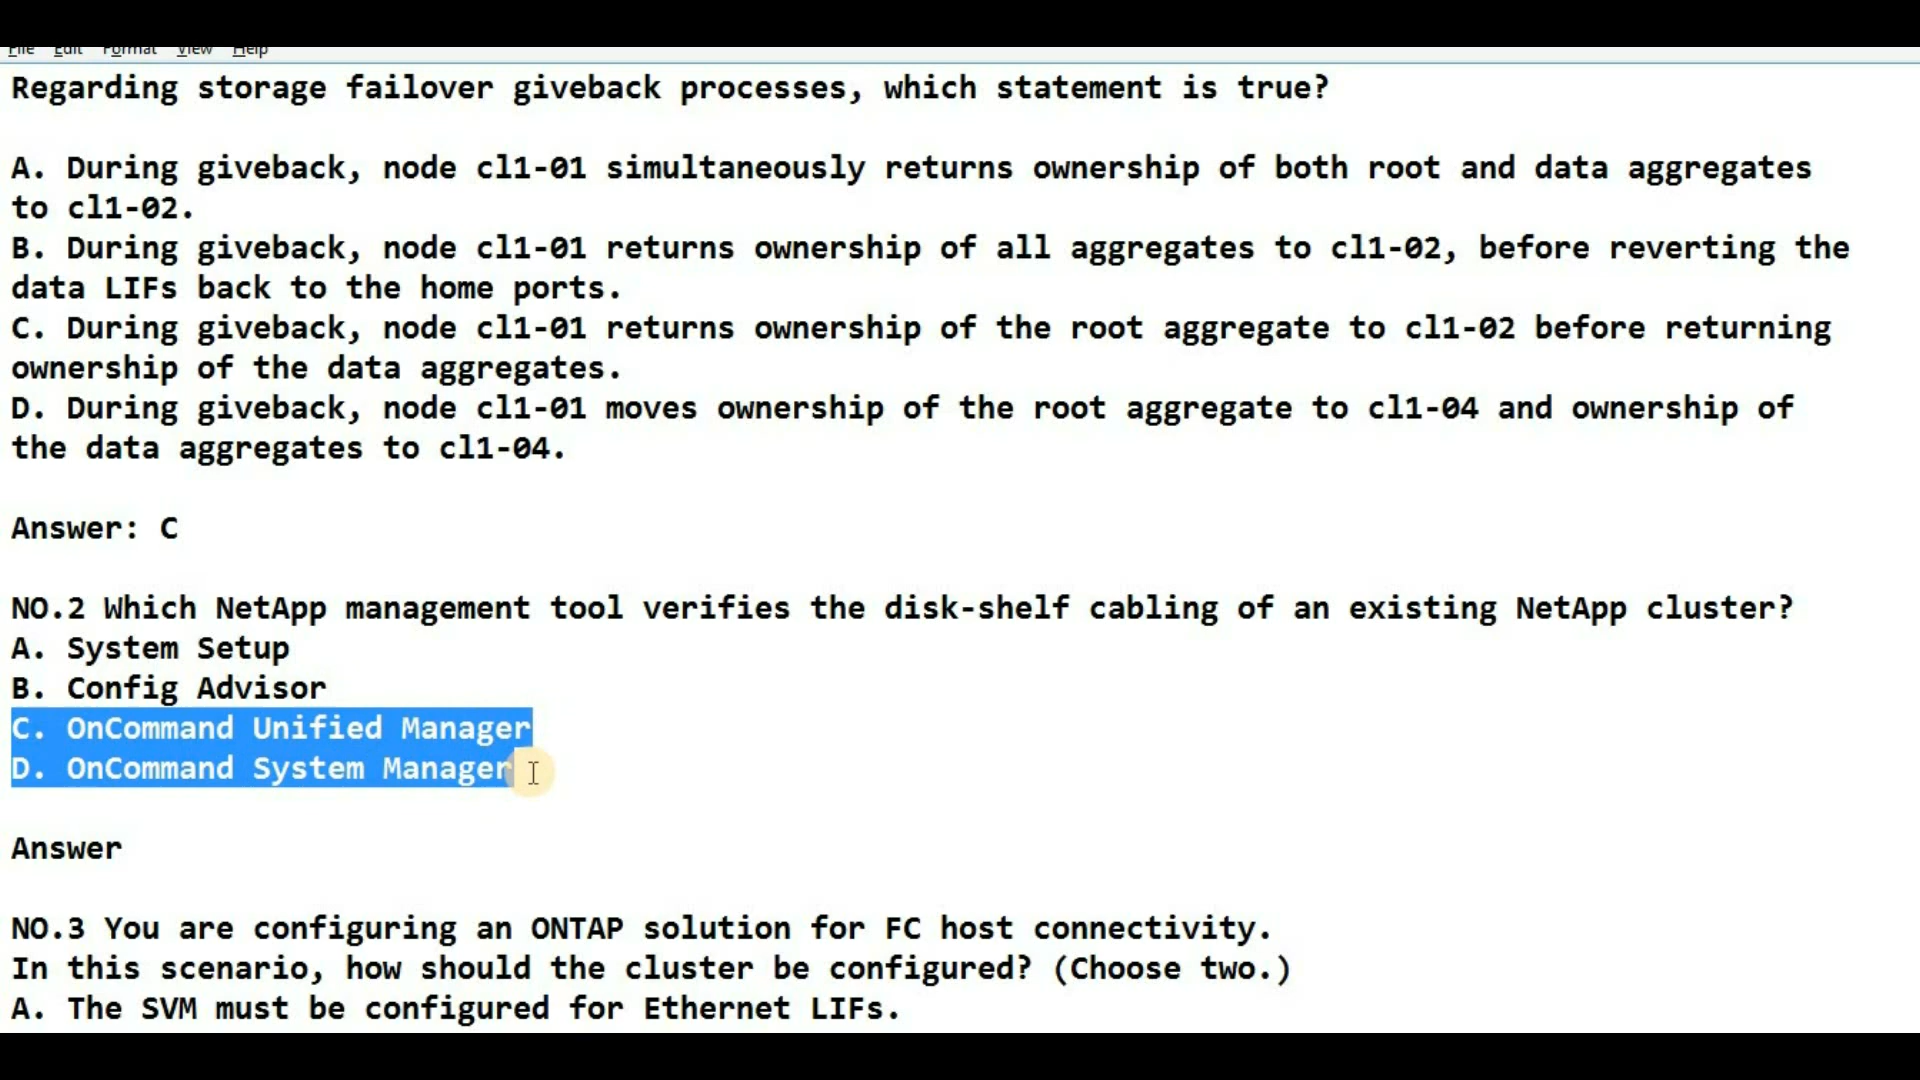 File Edit Format View Help
Regarding storage failover giveback processes, which statement is true?
A. During giveback, node cl1-01 simultaneously returns ownership of both root and data aggregates
to cl1-02.
B. During giveback, node cl1-01 returns ownership of all aggregates to cl1-02, before reverting the
data LIFs back to the home ports.
C. During giveback, node cl1-01 returns ownership of the root aggregate to cl1-02 before returning
ownership of the data aggregates.
D. During giveback, node cl1-01 moves ownership of the root aggregate to cl1-04 and ownership of
the data aggregates to cl1-04.
Answer: C
NO.2 Which NetApp management tool verifies the disk-shelf cabling of an existing NetApp cluster?
A. System Setup
B. Config Advisor
C. OnCommand Unified Manager
D. OnCommand System Manager
Answer
NO.3 You are configuring an ONTAP solution for FC host connectivity.
In this scenario, how should the cluster be configured? (Choose two.)
A. The SVM must be configured for Ethernet LIFs.